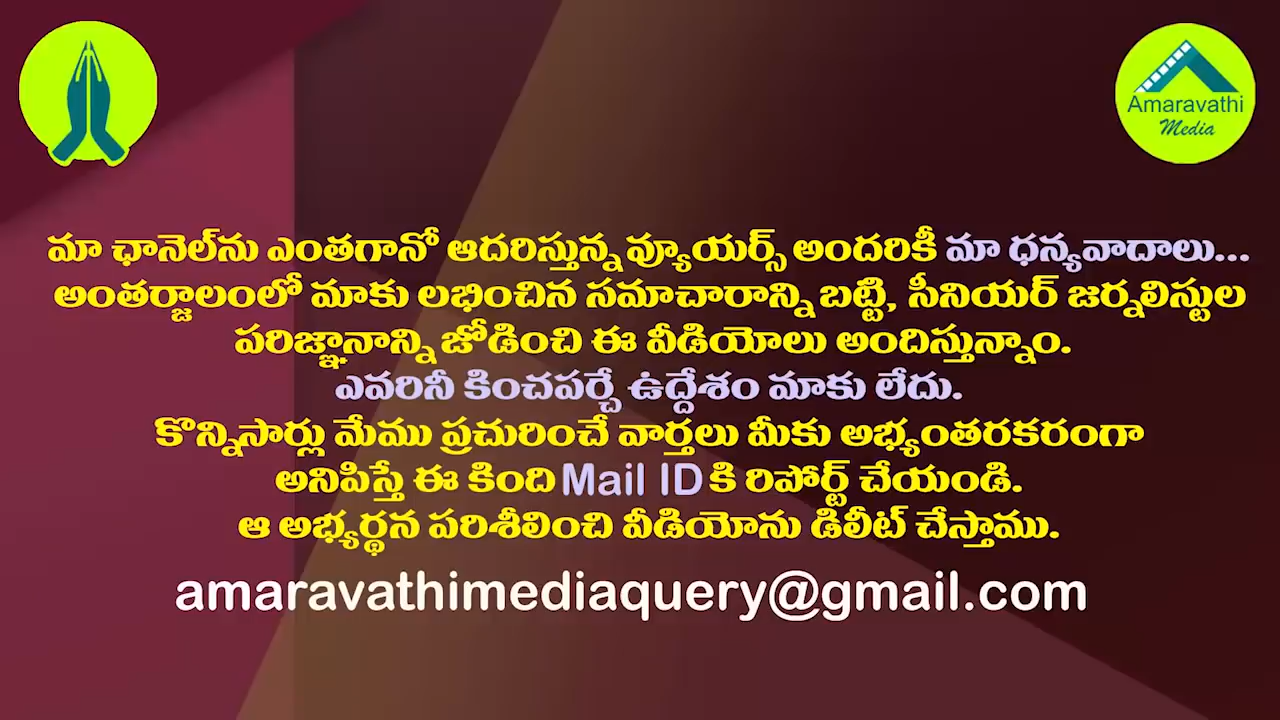 Amaravathi
Media
మా ఛానెల్‌ను ఎంతగానో ఆదరిస్తున్న వ్యూయర్స్ అందరికీ మా ధన్యవాదాలు...
అంతర్జాలంలో మాకు లభించిన సమాచారాన్ని బట్టి, సీనియర్ జర్నలిస్టుల
పరిజ్ఞానాన్ని జోడించి ఈ వీడియోలు అందిస్తున్నాం.
ఎవరినీ కించపర్చే ఉద్దేశం మాకు లేదు.
కొన్నిసార్లు మేము ప్రచురించే వార్తలు మీకు అభ్యంతరకరంగా
అనిపిస్తే ఈ కింది Mail ID కి రిపోర్ట్ చేయండి.
ఆ అభ్యర్థన పరిశీలించి వీడియోను డిలీట్ చేస్తాము.
amaravathimediaquery@gmail.com